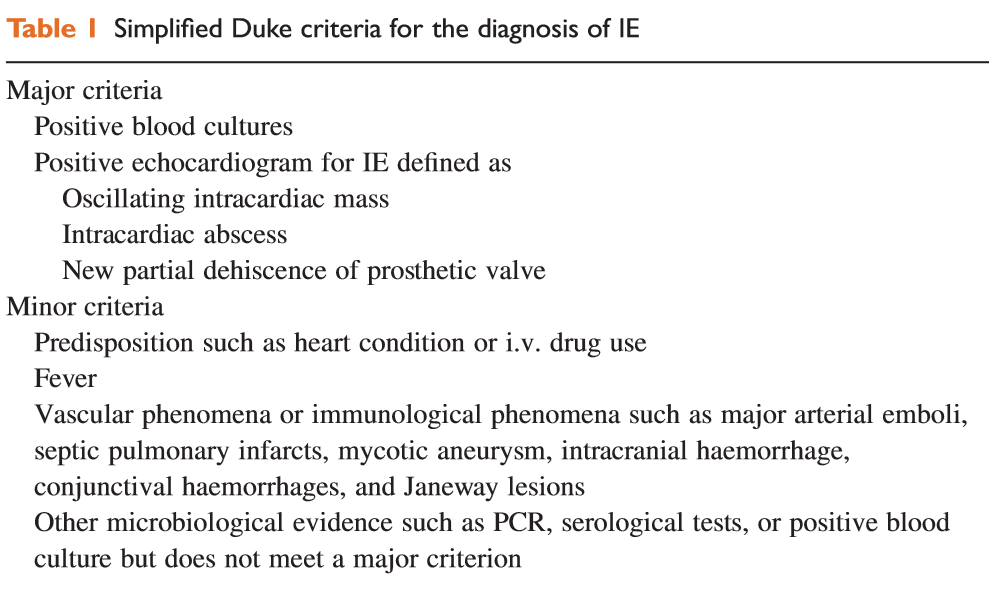 Table 1 Simplified Duke criteria for the diagnosis of IE
Major criteria
Positive blood cultures
Positive echocardiogram for IE defined as
Oscillating intracardiac mass
Intracardiac abscess
New partial dehiscence of prosthetic valve
Minor criteria
Predisposition such as heart condition or i.v. drug use
Fever
Vascular phenomena or immunological phenomena such as major arterial emboli,
septic pulmonary infarcts, mycotic aneurysm, intracranial haemorrhage,
conjunctival haemorrhages, and Janeway lesions
Other microbiological evidence such as PCR, serological tests, or positive blood
culture but does not meet a major criterion